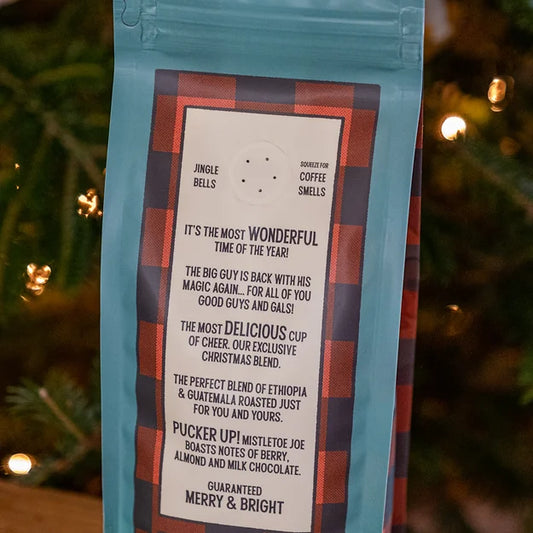 JINGLE
BELLS
SQUEEZE FOR
COFFEE
SMELLS
IT'S THE MOST WONDERFUL
TIME OF THE YEAR!
THE BIG GUY IS BACK WITH HIS
MAGIC AGAIN... FOR ALL OF YOU
GOOD GUYS AND GALS!
THE MOST DELICIOUS CUP
OF CHEER. OUR EXCLUSIVE
CHRISTMAS BLEND.
THE PERFECT BLEND OF ETHIOPIA
& GUATEMALA ROASTED JUST
FOR YOU AND YOURS.
PUCKER UP! MISTLETOE JOE
BOASTS NOTES OF BERRY,
ALMOND AND MILK CHOCOLATE.
GUARANTEED
MERRY & BRIGHT